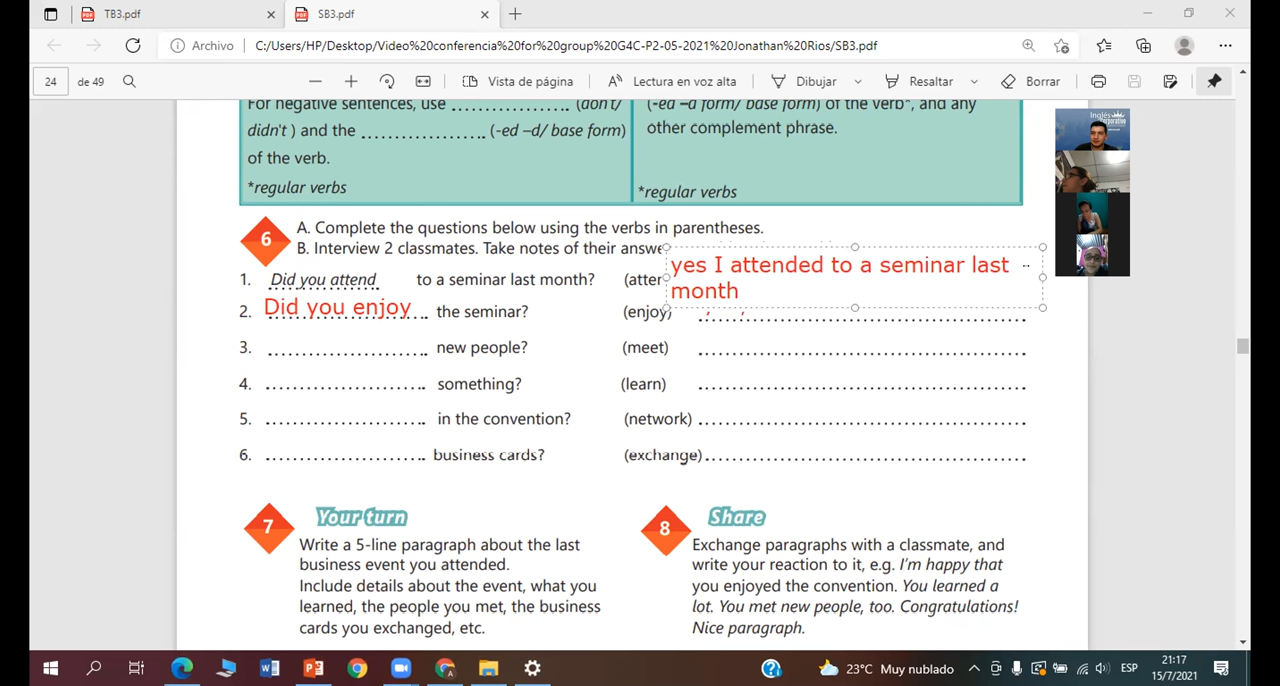 TB3.pdf
SB3.pdf
Archivo
C:/Users/HP/Desktop/Video%20conferencia%20for%20group%20G4C-P2-05-2021%20Jonathan%20Rios/SB3.pdf
24 de 49
Vista de página
Lectura en voz alta
Dibujar
Resaltar
Borrar
For negative sentences, use .................. (don't/
didn't ) and the ..................... (-ed –d/ base form)
of the verb.
*regular verbs
(-ed –d form/ base form) of the verb*, and any
other complement phrase.
*regular verbs
6
A. Complete the questions below using the verbs in parentheses.
B. Interview 2 classmates. Take notes of their
1. Did you attend to a seminar last month?
yes I attended to a seminar last
month
2. Did you enjoy the seminar? (enjoy)
3. .......................... new people? (meet) ......................................................
4. .......................... something? (learn) ......................................................
5. .......................... in the convention? (network) ......................................................
6. .......................... business cards? (exchange) ......................................................
7 Your turn
Write a 5-line paragraph about the last
business event you attended.
Include details about the event, what you
learned, the people you met, the business
cards you exchanged, etc.
8 Share
Exchange paragraphs with a classmate, and
write your reaction to it, e.g. I'm happy that
you enjoyed the convention. You learned a
lot. You met new people, too. Congratulations!
Nice paragraph.
Inglés
Corporativo
23°C Muy nublado
ESP
21:17
15/7/2021